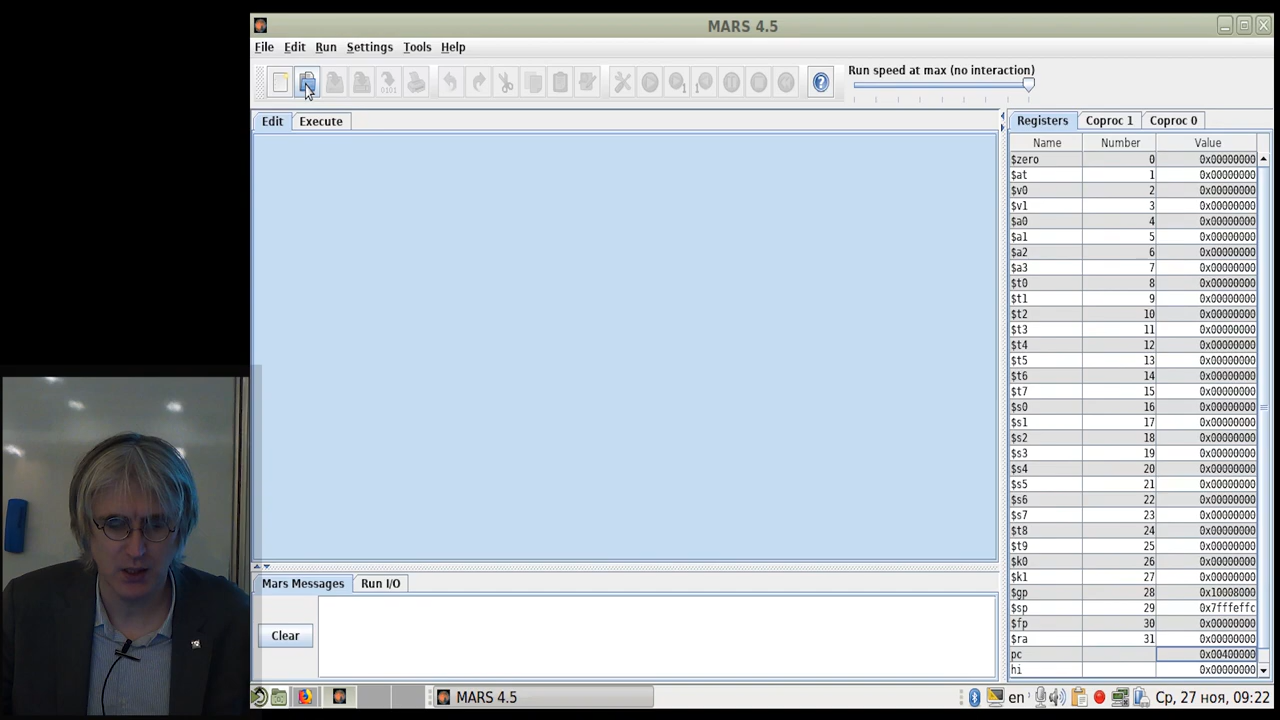 MARS 4.5
File Edit Run Settings Tools Help
Run speed at max (no interaction)
Edit Execute
Registers Coproc 1 Coproc 0
Name Number Value
$zero 0 0x00000000
$at 1 0x00000000
$v0 2 0x00000000
$v1 3 0x00000000
$a0 4 0x00000000
$a1 5 0x00000000
$a2 6 0x00000000
$a3 7 0x00000000
$t0 8 0x00000000
$t1 9 0x00000000
$t2 10 0x00000000
$t3 11 0x00000000
$t4 12 0x00000000
$t5 13 0x00000000
$t6 14 0x00000000
$t7 15 0x00000000
$s0 16 0x00000000
$s1 17 0x00000000
$s2 18 0x00000000
$s3 19 0x00000000
$s4 20 0x00000000
$s5 21 0x00000000
$s6 22 0x00000000
$s7 23 0x00000000
$t8 24 0x00000000
$t9 25 0x00000000
$k0 26 0x00000000
$k1 27 0x00000000
$gp 28 0x10008000
$sp 29 0x7fffeffc
$fp 30 0x00000000
$ra 31 0x00000000
pc 0x00400000
hi 0x00000000
Mars Messages Run I/O
Clear
MARS 4.5
en
Ср, 27 ноя, 09:22